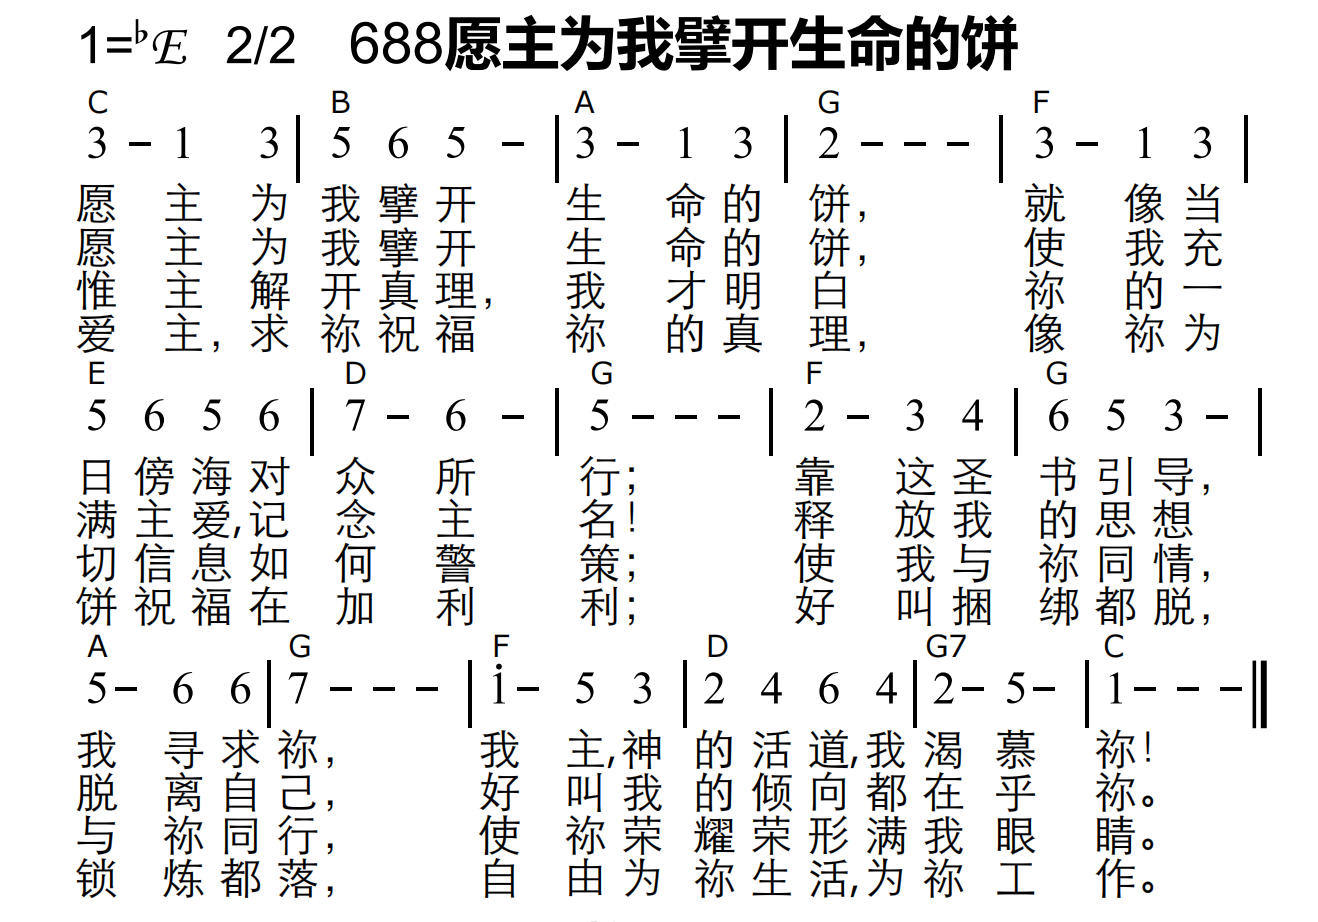 1=♭E 2/2 688愿主为我擘开生命的饼
C B A G F
3 – 1 3 | 5 6 5 – | 3 – 1 3 | 2 – – – | 3 – 1 3 |
愿 主 为 我 擘 开 生 命 的 饼, 就 像 当
愿 主 为 我 擘 开 生 命 的 饼, 使 我 充
惟 主 解 开 真 理, 我 才 明 白 祢 的 一
爱 主, 求 祢 祝 福 祢 的 真 理, 像 祢 为
E D G F G
5 6 5 6 | 7 – 6 – | 5 – – – | 2 – 3 4 | 6 5 3 – |
日 傍 海 对 众 所 行; 靠 这 圣 书 引 导,
满 主 爱, 记 念 主 名! 释 放 我 的 思 想
切 信 息 如 何 警 策; 使 我 与 祢 同 情,
饼 祝 福 在 加 利 利; 好 叫 捆 绑 都 脱,
A G F D G7 C
5 – 6 6 | 7 – – – | i – 5 3 | 2 4 6 4 | 2 – 5 – | 1 – – – ‖
我 寻 求 祢, 我 主, 神 的 活 道, 我 渴 慕 祢!
脱 离 自 己, 好 叫 我 的 倾 向 都 在 乎 祢。
与 祢 同 行, 使 祢 荣 耀 荣 形 满 我 眼 睛。
锁 炼 都 落, 自 由 为 祢 生 活, 为 祢 工 作。